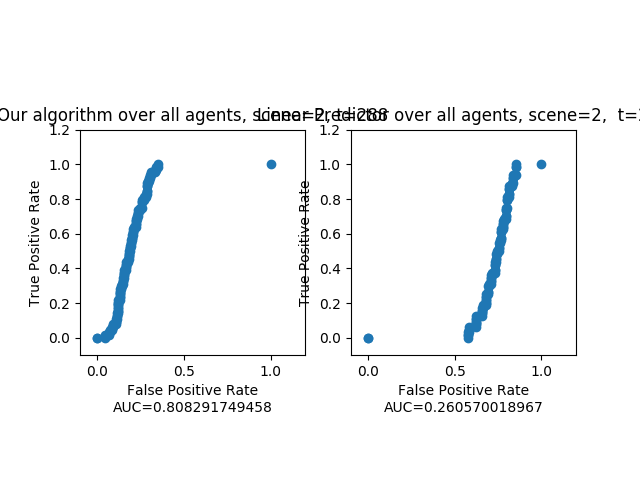 Our algorithm over all agents, scene=2, t=288
Linear Predictor over all agents, scene=2, t=
1.2
1.0
0.8
0.6
0.4
0.2
0.0
True Positive Rate
0.0 0.5 1.0
False Positive Rate
AUC=0.808291749458
1.2
1.0
0.8
0.6
0.4
0.2
0.0
True Positive Rate
0.0 0.5 1.0
False Positive Rate
AUC=0.260570018967